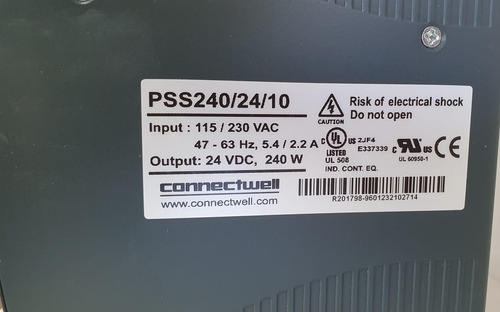 PSS240/24/10
Input : 115 / 230 VAC
47 - 63 Hz, 5.4 / 2.2 A
Output: 24 VDC, 240 W
connectwell
www.connectwell.com
CAUTION
Risk of electrical shock
Do not open
C UL US 2JF4
LISTED E337339
UL 508
IND. CONT. EQ.
C UR US CE
UL 60950-1
R201798-9601232102714